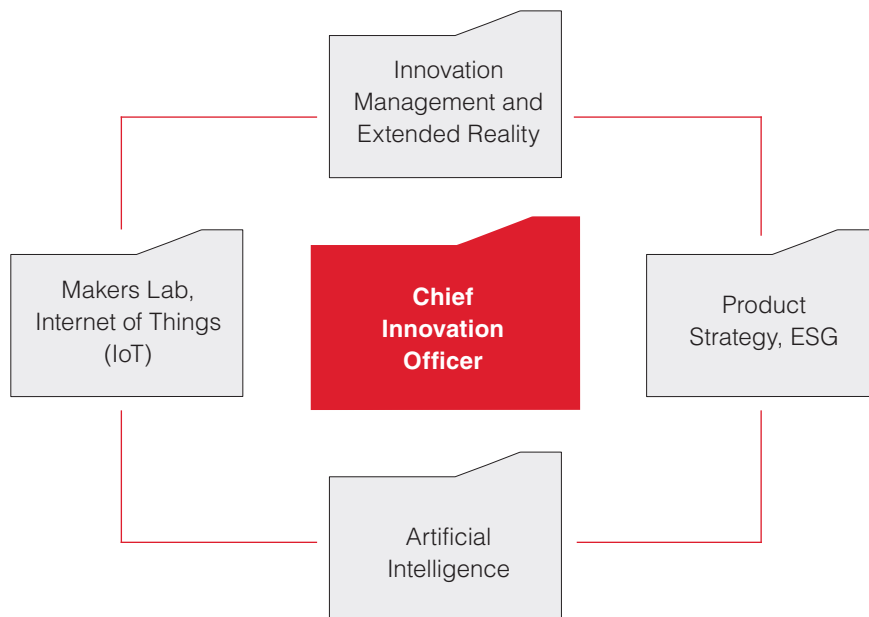 Innovation
Management and
Extended Reality
Makers Lab,
Internet of Things
(IoT)
Chief
Innovation
Officer
Product
Strategy, ESG
Artificial
Intelligence